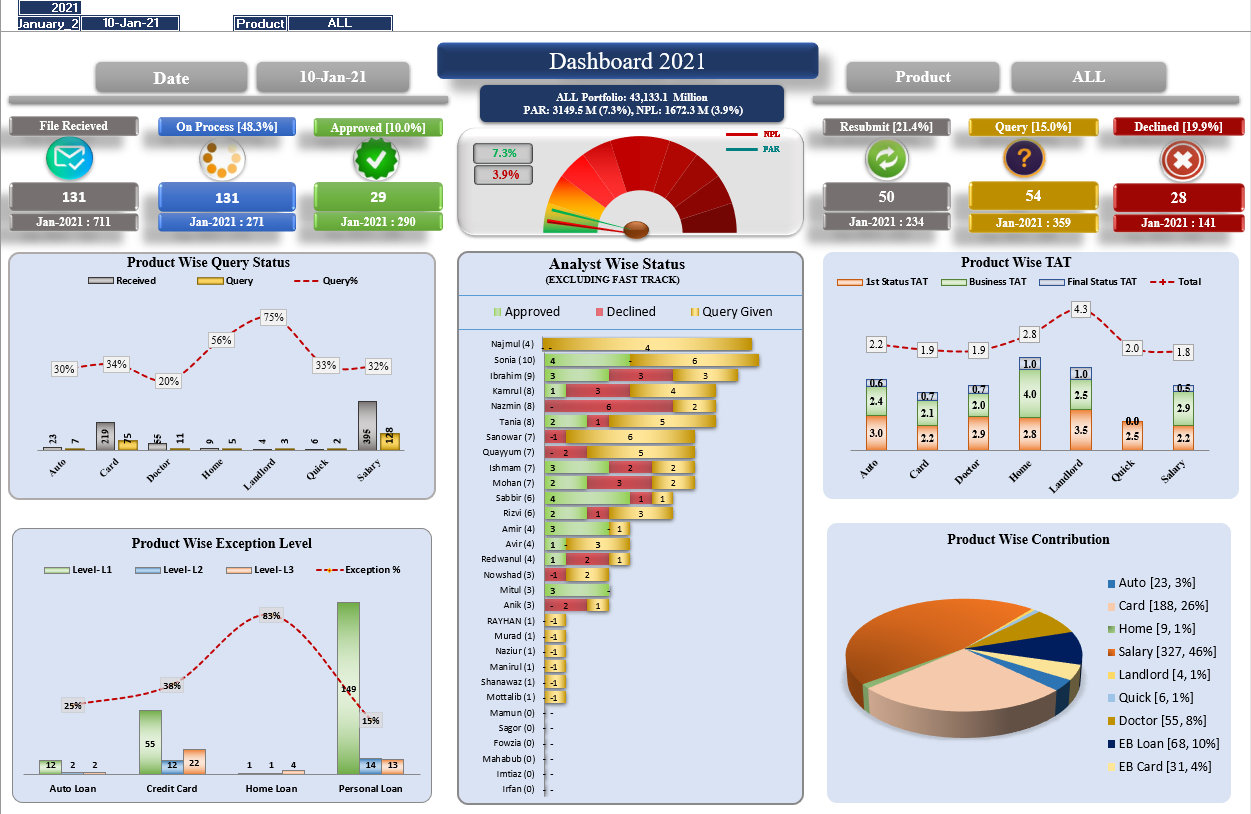 2021
January_2 10-Jan-21 Product ALL
Dashboard 2021
Date 10-Jan-21
Product ALL
ALL Portfolio: 43,133.1 Million
PAR: 3149.5 M (7.3%), NPL: 1672.3 M (3.9%)
File Recieved On Process [48.3%] Approved [10.0%]
131 131 29
Jan-2021 : 711 Jan-2021 : 271 Jan-2021 : 290
7.3%
3.9%
NPL
PAR
Resubmit [21.4%] Query [15.0%] Declined [19.9%]
50 54 28
Jan-2021 : 234 Jan-2021 : 359 Jan-2021 : 141
Product Wise Query Status
Received Query Query%
30% 34% 20% 56% 75% 33% 32%
23 7 219 75 55 11 9 5 4 3 6 2 395 128
Auto Card Doctor Home Landlord Quick Salary
Product Wise Exception Level
Level- L1 Level- L2 Level- L3 Exception %
25% 38% 83% 15%
12 2 2 55 12 22 1 1 4 149 14 13
Auto Loan Credit Card Home Loan Personal Loan
Analyst Wise Status
(EXCLUDING FAST TRACK)
Approved Declined Query Given
Najmul (4) - 4
Sonia (10) 4 - 6
Ibrahim (9) 3 3 3
Kamrul (8) 1 3 4
Nazmin (8) - 6 2
Tania (8) 2 1 5
Sanowar (7) -1 6
Quayyum (7) - 2 5
Ishmam (7) 3 2 2
Mohan (7) 2 3 2
Sabbir (6) 4 1 1
Rizvi (6) 2 1 3
Amir (4) 3 - 1
Avir (4) 1 - 3
Redwanul (4) 1 2 1
Nowshad (3) -1 2
Mitul (3) 3 -
Anik (3) - 2 1
RAYHAN (1) -1
Murad (1) -1
Naziur (1) -1
Manirul (1) -1
Shanawaz (1) -1
Mottalib (1) -1
Mamun (0) - -
Sagor (0) - -
Fowzia (0) - -
Mahabub (0) - -
Imtiaz (0) - -
Irfan (0) - -
Product Wise TAT
1st Status TAT Business TAT Final Status TAT Total
2.2 1.9 1.9 2.8 4.3 2.0 1.8
0.6 0.7 0.7 1.0 1.0 0.0 0.5
2.4 2.1 2.0 4.0 2.5 2.9
3.0 2.2 2.9 2.8 3.5 2.5 2.2
Auto Card Doctor Home Landlord Quick Salary
Product Wise Contribution
Auto [23, 3%]
Card [188, 26%]
Home [9, 1%]
Salary [327, 46%]
Landlord [4, 1%]
Quick [6, 1%]
Doctor [55, 8%]
EB Loan [68, 10%]
EB Card [31, 4%]